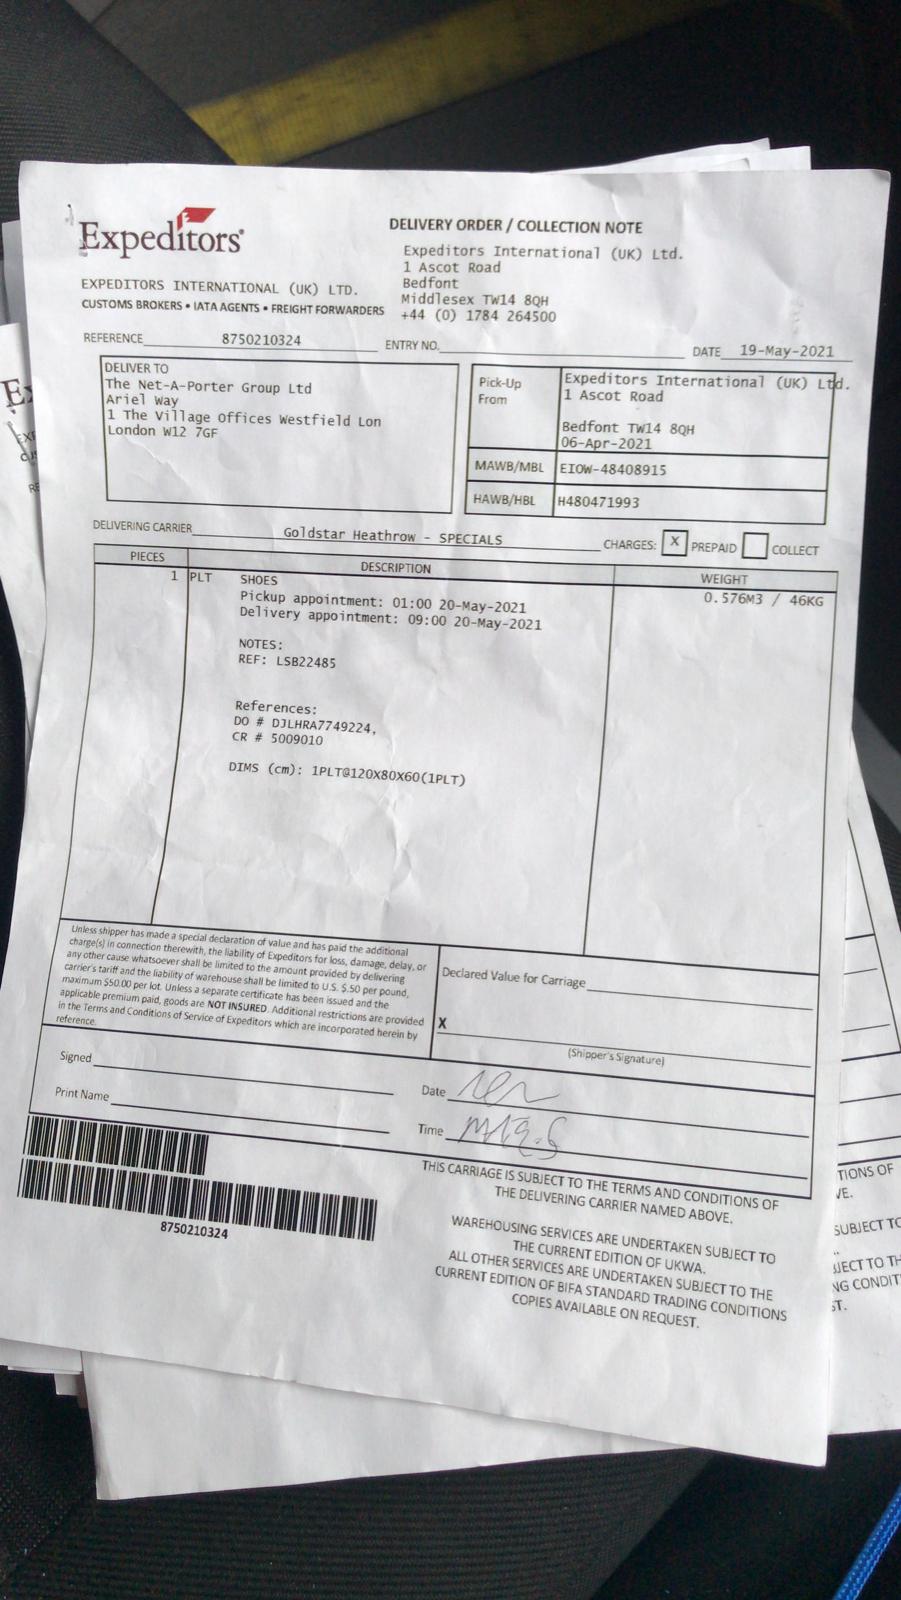 Expeditors
EXPEDITORS INTERNATIONAL (UK) LTD.
CUSTOMS BROKERS • IATA AGENTS • FREIGHT FORWARDERS
DELIVERY ORDER / COLLECTION NOTE
Expeditors International (UK) Ltd.
1 Ascot Road
Bedfont
Middlesex TW14 8QH
+44 (0) 1784 264500
REFERENCE 8750210324 ENTRY NO. DATE 19-May-2021
DELIVER TO
The Net-A-Porter Group Ltd
Ariel Way
1 The Village Offices Westfield Lon
London W12 7GF
Pick-Up From
Expeditors International (UK) Ltd.
1 Ascot Road
Bedfont TW14 8QH
06-Apr-2021
MAWB/MBL EIOW-48408915
HAWB/HBL H480471993
DELIVERING CARRIER Goldstar Heathrow - SPECIALS CHARGES: X PREPAID COLLECT
PIECES DESCRIPTION WEIGHT
1 PLT SHOES 0.576M3 / 46KG
Pickup appointment: 01:00 20-May-2021
Delivery appointment: 09:00 20-May-2021
NOTES:
REF: LSB22485
References:
DO # DJLHRA7749224,
CR # 5009010
DIMS (cm): 1PLT@120X80X60(1PLT)
Unless shipper has made a special declaration of value and has paid the additional
charge(s) in connection therewith, the liability of Expeditors for loss, damage, delay, or
any other cause whatsoever shall be limited to the amount provided by delivering
carrier's tariff and the liability of warehouse shall be limited to U.S. $.50 per pound,
maximum $50.00 per lot. Unless a separate certificate has been issued and the
applicable premium paid, goods are NOT INSURED. Additional restrictions are provided
in the Terms and Conditions of Service of Expeditors which are incorporated herein by
reference.
Declared Value for Carriage
X
(Shipper's Signature)
Signed
Print Name
Date
Time
8750210324
THIS CARRIAGE IS SUBJECT TO THE TERMS AND CONDITIONS OF
THE DELIVERING CARRIER NAMED ABOVE.
WAREHOUSING SERVICES ARE UNDERTAKEN SUBJECT TO
THE CURRENT EDITION OF UKWA.
ALL OTHER SERVICES ARE UNDERTAKEN SUBJECT TO THE
CURRENT EDITION OF BIFA STANDARD TRADING CONDITIONS
COPIES AVAILABLE ON REQUEST.